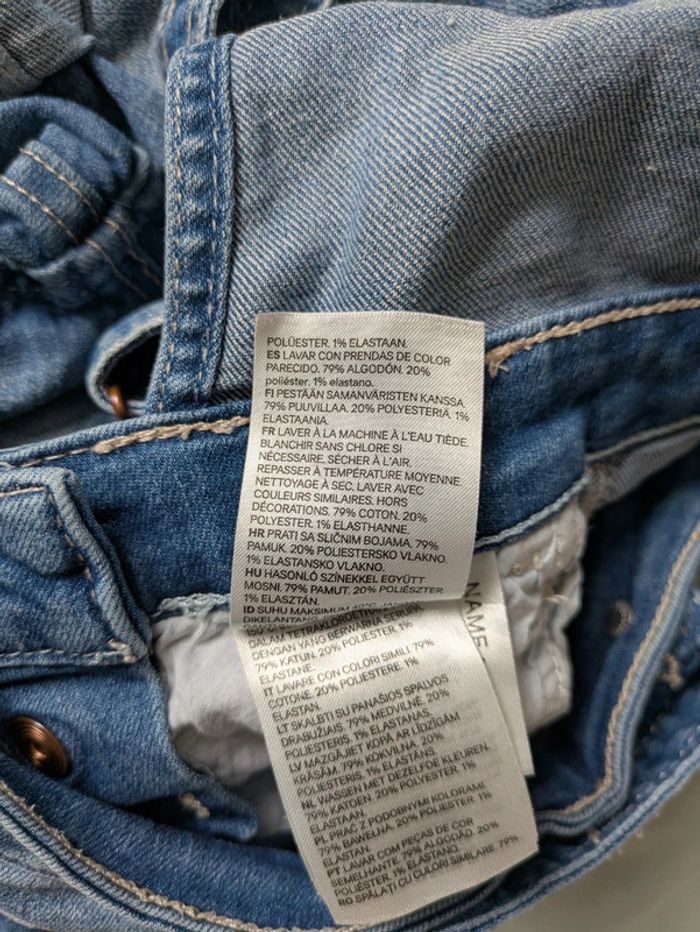 POLÜESTER. 1% ELASTAAN.
ES LAVAR CON PRENDAS DE COLOR
PARECIDO. 79% ALGODÓN. 20%
poliéster. 1% elastano.
FI PESTÄÄN SAMANVÄRISTEN KANSSA.
79% PUUVILLAA. 20% POLYESTERIÄ. 1%
ELASTAANIA.
FR LAVER À LA MACHINE À L'EAU TIÈDE.
BLANCHIR SANS CHLORE SI
NÉCESSAIRE. SÉCHER À L'AIR.
REPASSER À TEMPÉRATURE MOYENNE.
NETTOYAGE À SEC. LAVER AVEC
COULEURS SIMILAIRES. HORS
DÉCORATIONS. 79% COTON. 20%
POLYESTER. 1% ELASTHANNE.
HR PRATI SA SLIČNIM BOJAMA. 79%
PAMUK. 20% POLIESTERSKO VLAKNO.
1% ELASTANSKO VLAKNO.
HU HASONLÓ SZÍNEKKEL EGYÜTT
MOSNI. 79% PAMUT. 20% POLIÉSZTER.
1% ELASZTÁN.
ID SUHU MAKSIMUM 40°C.
DIKELANTANG
DALAM
DENGAN YANG BERWARNA SERUPA.
79% KATUN. 20% POLIESTER. 1%
ELASTANE.
IT LAVARE CON COLORI SIMILI. 79%
COTONE. 20% POLIESTERE. 1%
ELASTAN.
LT SKALBTI SU PANAŠIOS SPALVOS
DRABUŽIAIS. 79% MEDVILNĖ. 20%
POLIESTERIS. 1% ELASTANAS.
LV MAZGĀJIET KOPĀ AR LĪDZĪGĀM
KRĀSĀM. 79% KOKVILNA. 20%
POLIESTERIS. 1% ELASTĀNS.
NL WASSEN MET DEZELFDE KLEUREN.
79% KATOEN. 20% POLYESTER. 1%
ELASTAAN.
PL PRAĆ Z PODOBNYMI KOLORAMI.
79% BAWEŁNA. 20% POLIESTER. 1%
ELASTAN.
PT LAVAR COM PEÇAS DE COR
SEMELHANTE. 79% ALGODÃO. 20%
POLIÉSTER. 1% ELASTANO.
RO SPĂLAȚI CU CULORI SIMILARE. 79%
NAME